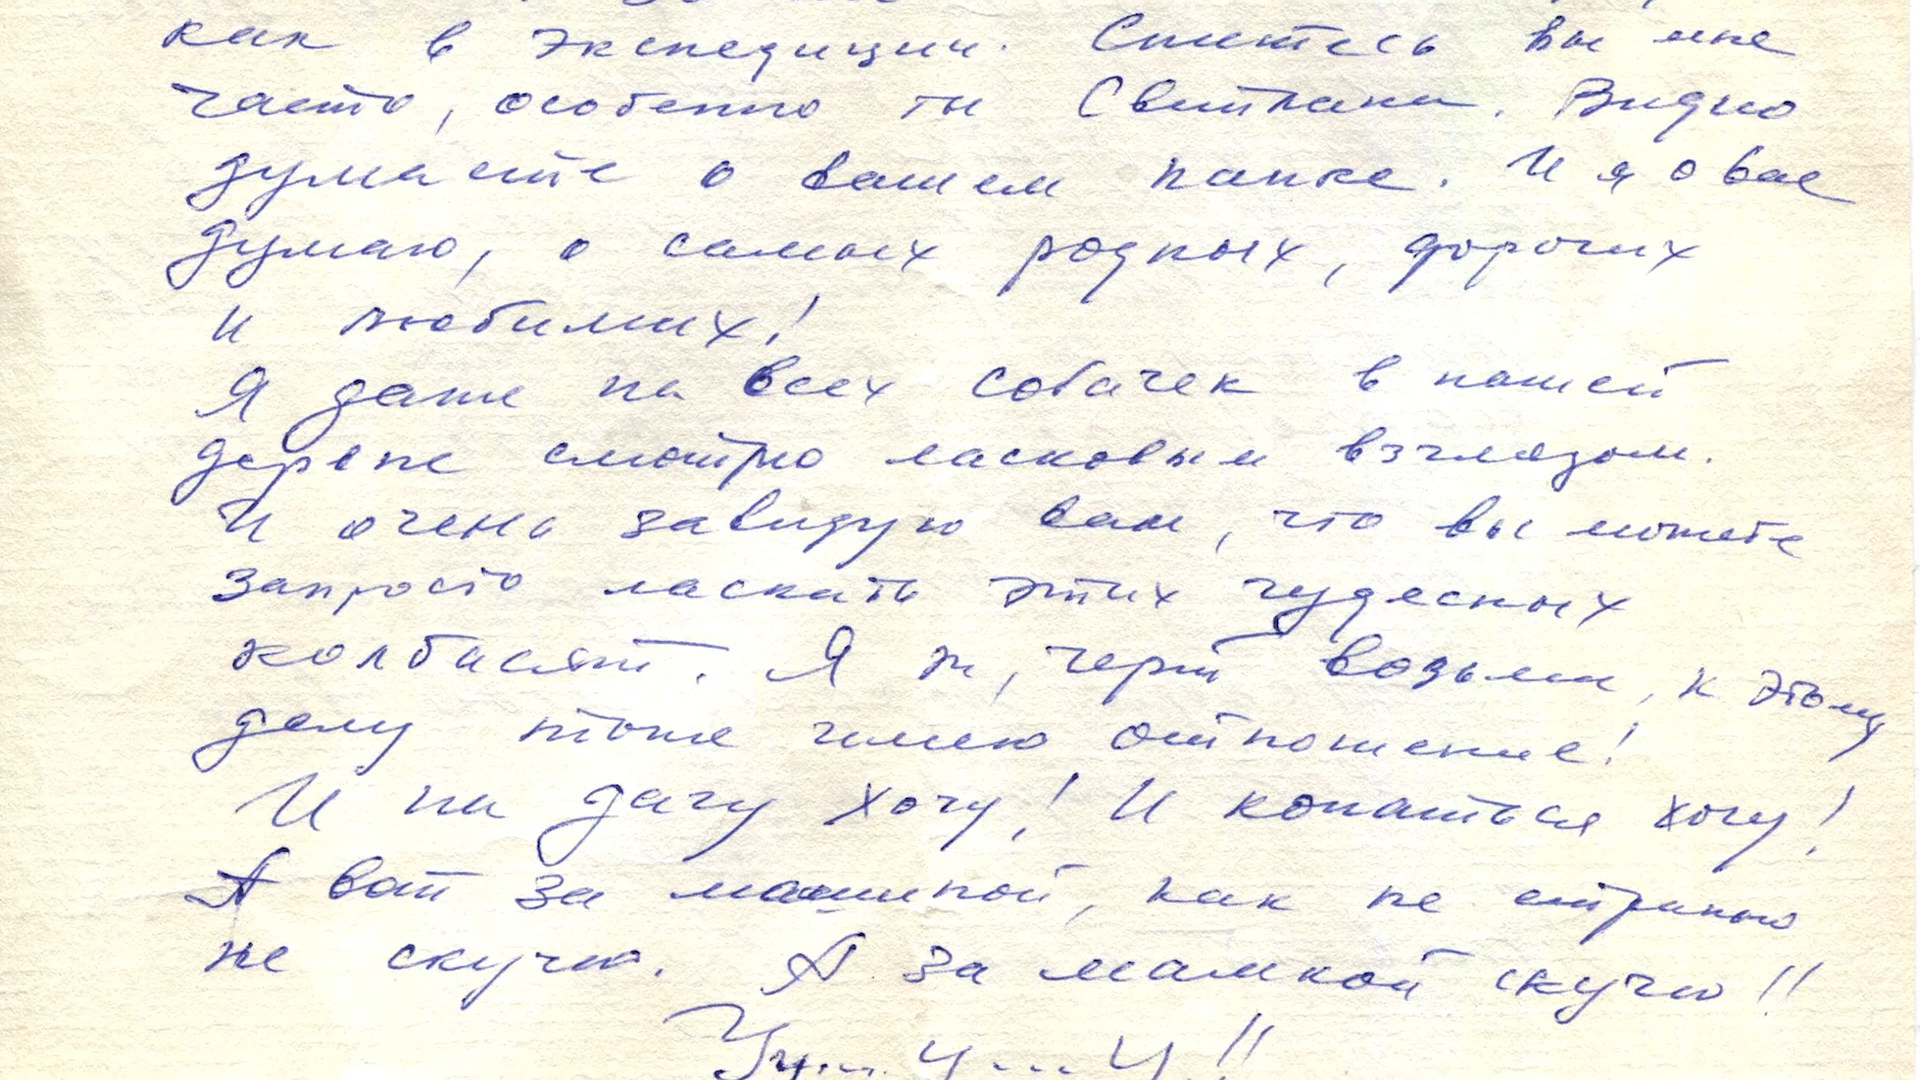 как в экспедиции. Снитесь вы мне
часто, особенно ты Светлана. Видно
думаете о вашем папке. И я о вас
думаю, о самых родных, дорогих
и любимых!
Я даже на всех собачек в нашей
деревне смотрю ласковым взглядом.
И очень завидую вам, что вы можете
запросто ласкать этих чудесных
колбасят. Я ж, черт возьми, к этому
делу тоже имею отношение!
И на дачу хочу! И копаться хочу!
А вот за машиной, как не странно
не скучаю. А за мамкой скучаю!!
Уу... у... у!!